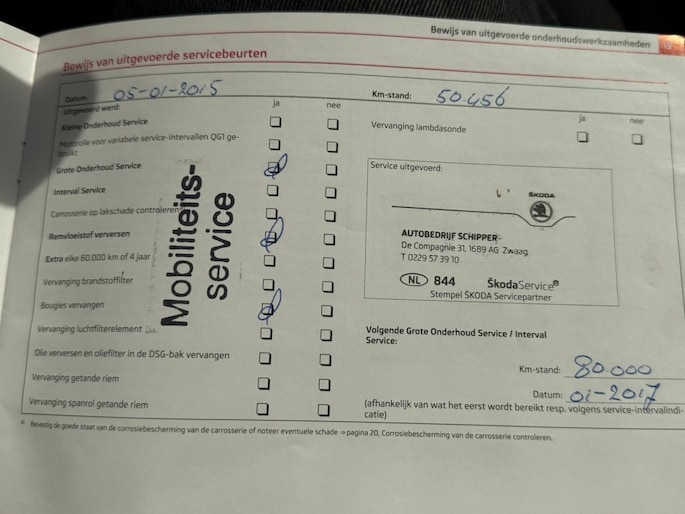 Bewijs van uitgevoerde onderhoudswerkzaamheden
Bewijs van uitgevoerde servicebeurten
Datum: 05-01-2015
Km-stand: 50.456
Uitgevoerd werd:
ja nee
Kleine Onderhoud Service
Motorolie voor variabele service-intervallen QG1 ge-
bruikt
Grote Onderhoud Service
Interval Service
Carrosserie op lakschade controleren
Remvloeistof verversen
Extra elke 60.000 km of 4 jaar
Vervanging brandstoffilter
Bougies vervangen
Vervanging luchtfilterelement
Olie verversen en oliefilter in de DSG-bak vervangen
Vervanging getande riem
Vervanging spanrol getande riem
Mobiliteits-
service
ja nee
Vervanging lambdasonde
Service uitgevoerd:
ŠKODA
AUTOBEDRIJF SCHIPPER
De Compagnie 31, 1689 AG Zwaag
T 0229 57 39 10
NL 844 ŠkodaService
Stempel ŠKODA Servicepartner
Volgende Grote Onderhoud Service / Interval
Service:
Km-stand: 80.000
Datum: 01-2017
(afhankelijk van wat het eerst wordt bereikt resp. volgens service-intervalindi-
catie)
a) Bevestig de goede staat van de corrosiebescherming van de carrosserie of noteer eventuele schade ⇒ pagina 20, Corrosiebescherming van de carrosserie controleren.